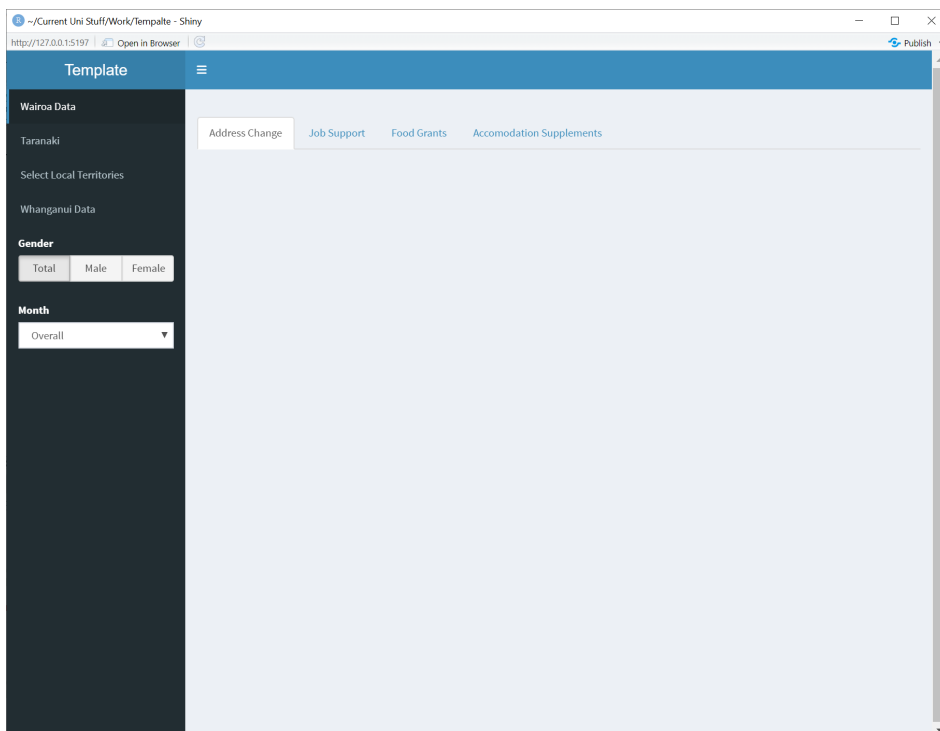 ~/Current Uni Stuff/Work/Tempalte - Shiny
http://127.0.0.1:5197 Open in Browser Publish
Template
Wairoa Data
Address Change Job Support Food Grants Accomodation Supplements
Taranaki
Select Local Territories
Whanganui Data
Gender
Total Male Female
Month
Overall